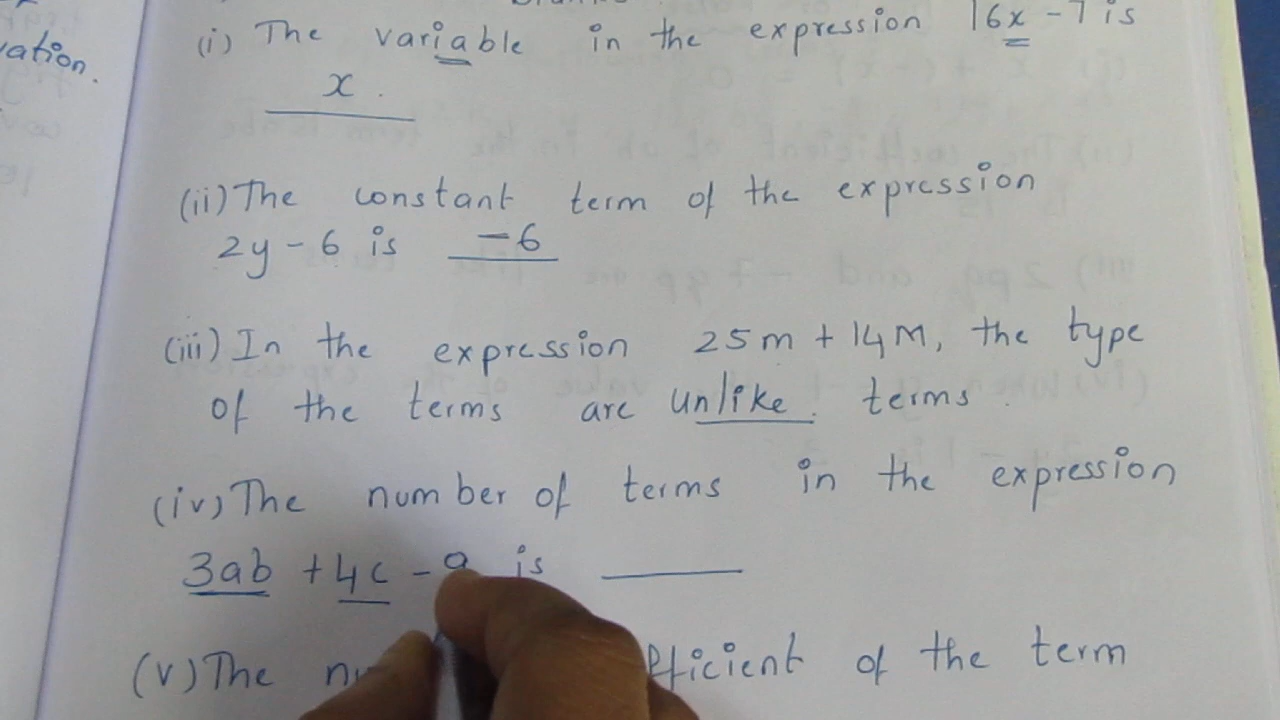 ation.
(i) The variable in the expression 16x - 7 is
x.
(ii) The constant term of the expression
2y - 6 is -6
(iii) In the expression 25m + 14M, the type
of the terms are unlike. terms.
(iv) The number of terms in the expression
3ab + 4c - 9 is
(v) The of the term